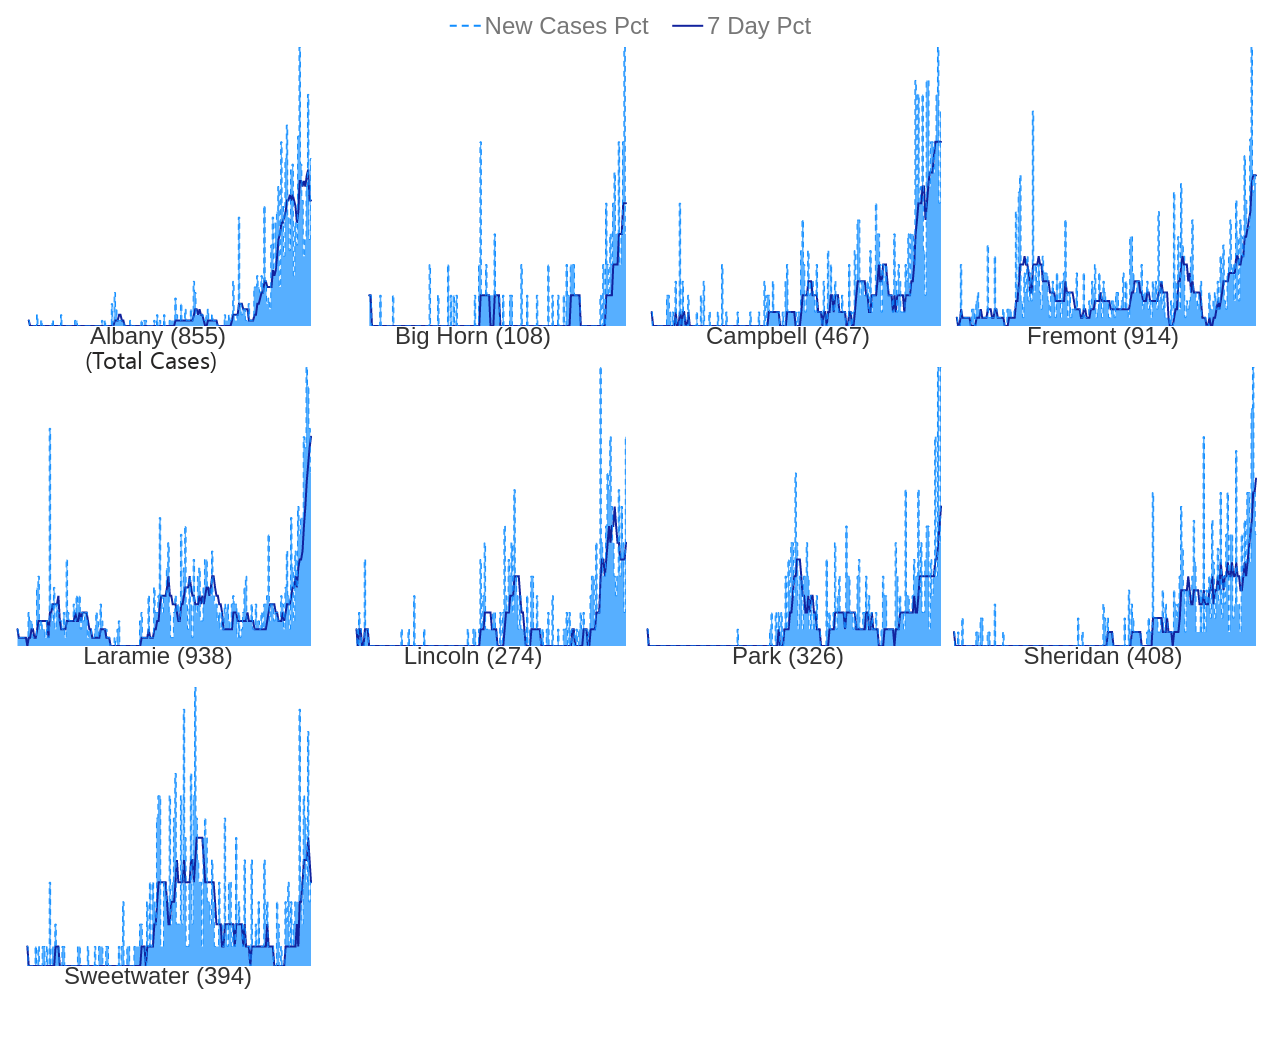 New Cases Pct 7 Day Pct
Albany (855) Big Horn (108) Campbell (467) Fremont (914)
(Total Cases)
Laramie (938) Lincoln (274) Park (326) Sheridan (408)
Sweetwater (394)